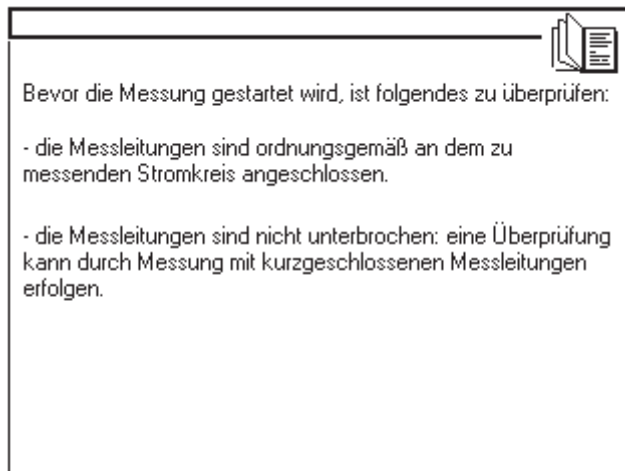 Bevor die Messung gestartet wird, ist folgendes zu überprüfen:
- die Messleitungen sind ordnungsgemäß an dem zu
messenden Stromkreis angeschlossen.
- die Messleitungen sind nicht unterbrochen: eine Überprüfung
kann durch Messung mit kurzgeschlossenen Messleitungen
erfolgen.